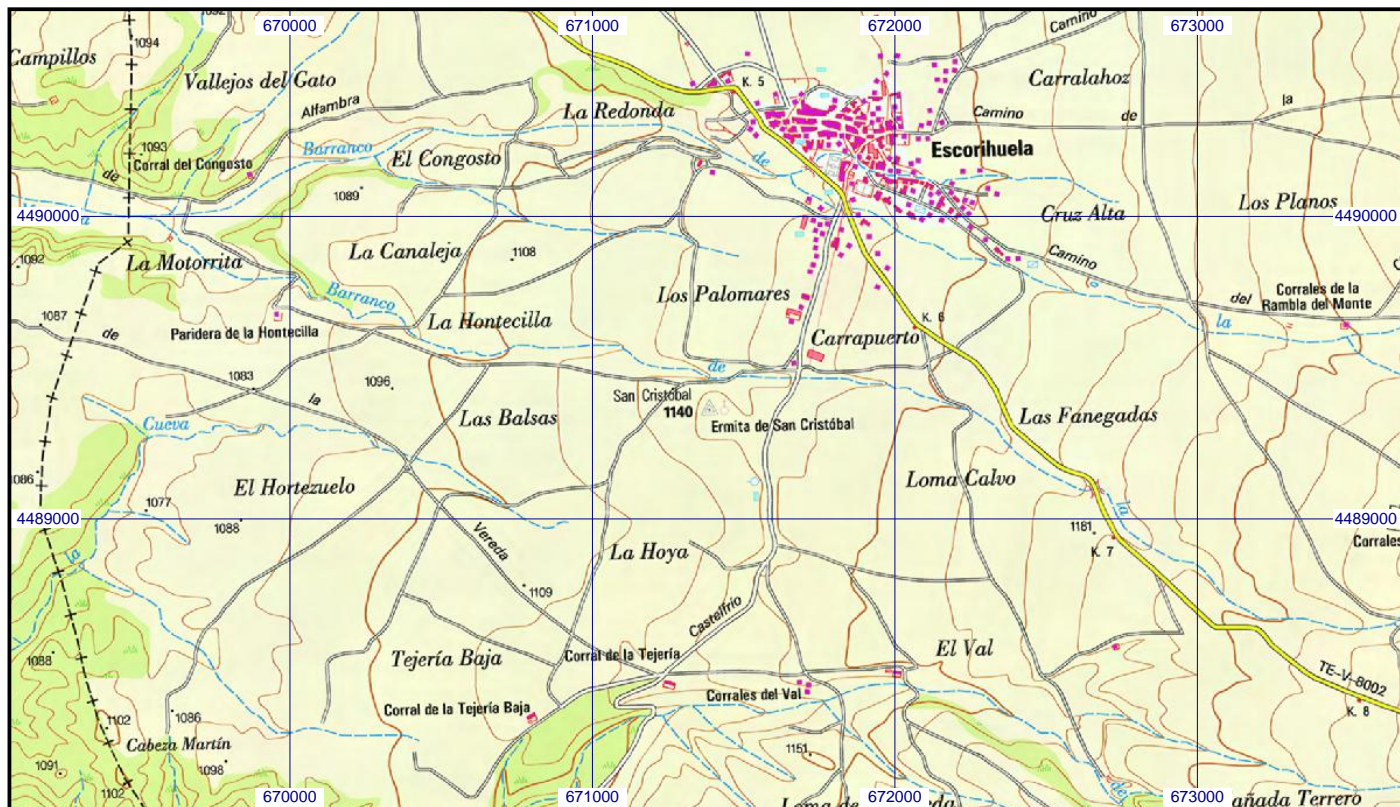 670000
671000
672000
673000
1094
Campillos
Vallejos del Gato
Alfambra
La Redonda
K. 5
Camino
Carralahoz
Camino
de
la
1093
Corral del Congosto
Barranco
El Congosto
de
Escorihuela
de
1089
Cruz Alta
Los Planos
4490000
4490000
La Canaleja
1108
1092
La Motorrita
Camino
Barranco
Los Palomares
del
Corrales de la
Rambla del Monte
1087
de
Paridera de la Hontecilla
La Hontecilla
K. 6
la
Carrapuerto
1083
1096
de
la
San Cristóbal
1140
Ermita de San Cristóbal
Las Balsas
Las Fanegadas
Cueva
1086
El Hortezuelo
Loma Calvo
1077
1088
la
4489000
4489000
Vereda
1181
K. 7
Corrales
La Hoya
la
1109
Castelfrío
1088
Tejería Baja
Corral de la Tejería
El Val
Corrales del Val
TE-V-8002
K. 8
Corral de la Tejería Baja
1102
1086
Cabeza Martín
1091
1098
1151
1102
de
670000
671000
672000
673000
añada Terrero